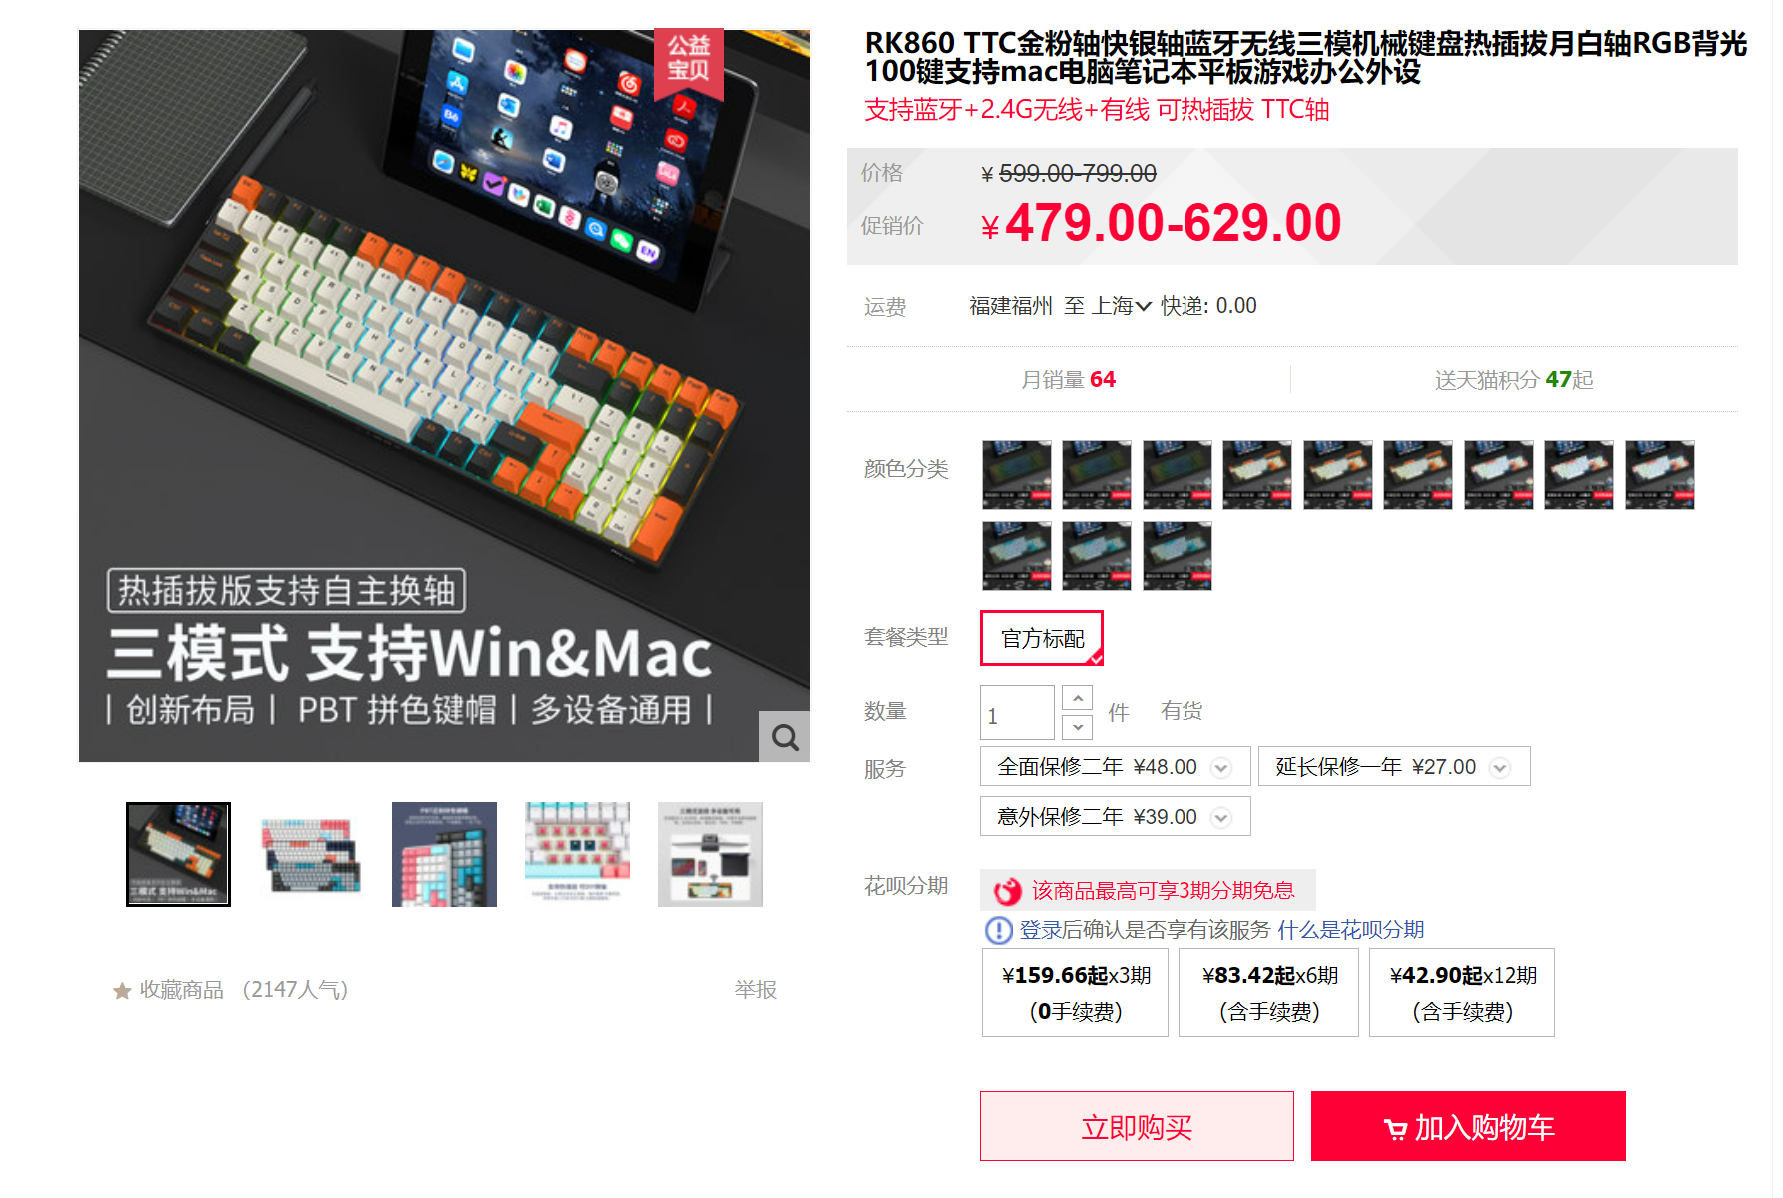 公益
宝贝
热插拔版支持自主换轴
三模式 支持Win&Mac
| 创新布局 | PBT 拼色键帽 | 多设备通用 |
三模式 支持Win&Mac
收藏商品 (2147人气)
举报
RK860 TTC金粉轴快银轴蓝牙无线三模机械键盘热插拔月白轴RGB背光
100键支持mac电脑笔记本平板游戏办公外设
支持蓝牙+2.4G无线+有线 可热插拔 TTC轴
价格 ¥ 599.00-799.00
促销价 ¥ 479.00-629.00
运费 福建福州 至 上海 快递: 0.00
月销量 64 送天猫积分 47起
颜色分类
套餐类型 官方标配
数量 1 件 有货
服务 全面保修二年 ¥48.00 延长保修一年 ¥27.00
意外保修二年 ¥39.00
花呗分期 该商品最高可享3期分期免息
登录后确认是否享有该服务 什么是花呗分期
¥159.66起x3期 ¥83.42起x6期 ¥42.90起x12期
(0手续费) (含手续费) (含手续费)
立即购买 加入购物车